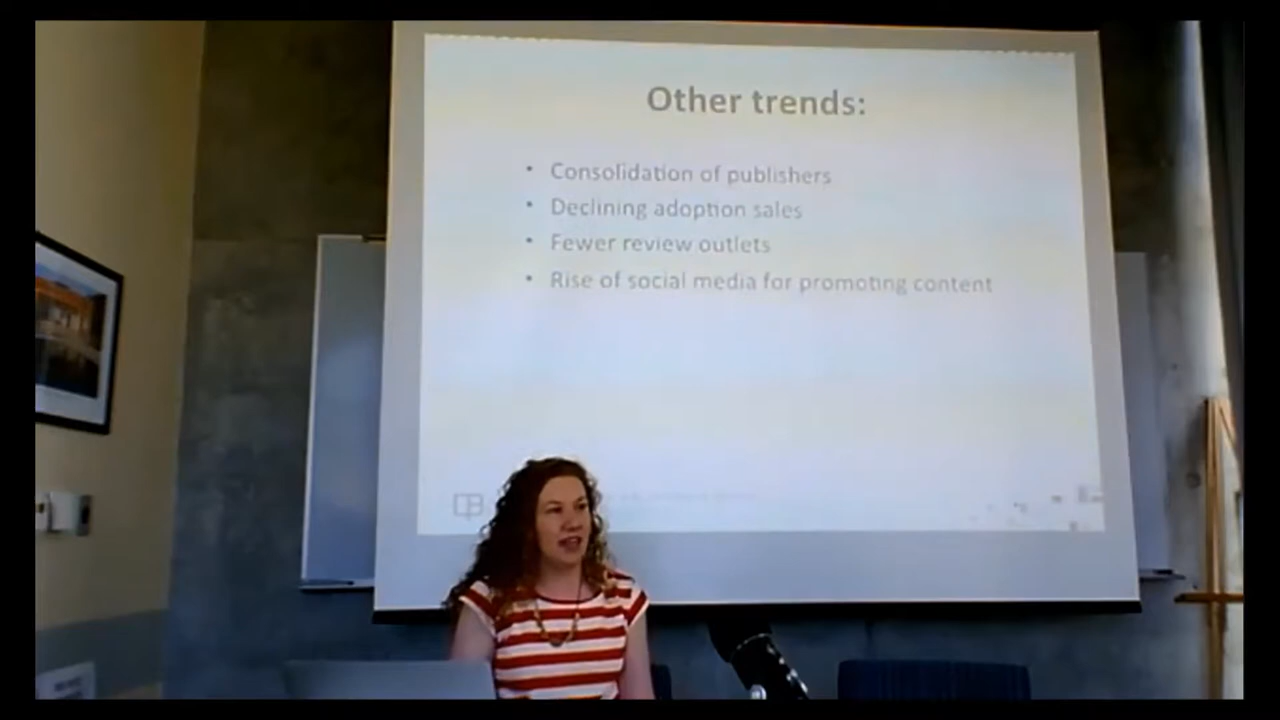 Other trends:
• Consolidation of publishers
• Declining adoption sales
• Fewer review outlets
• Rise of social media for promoting content